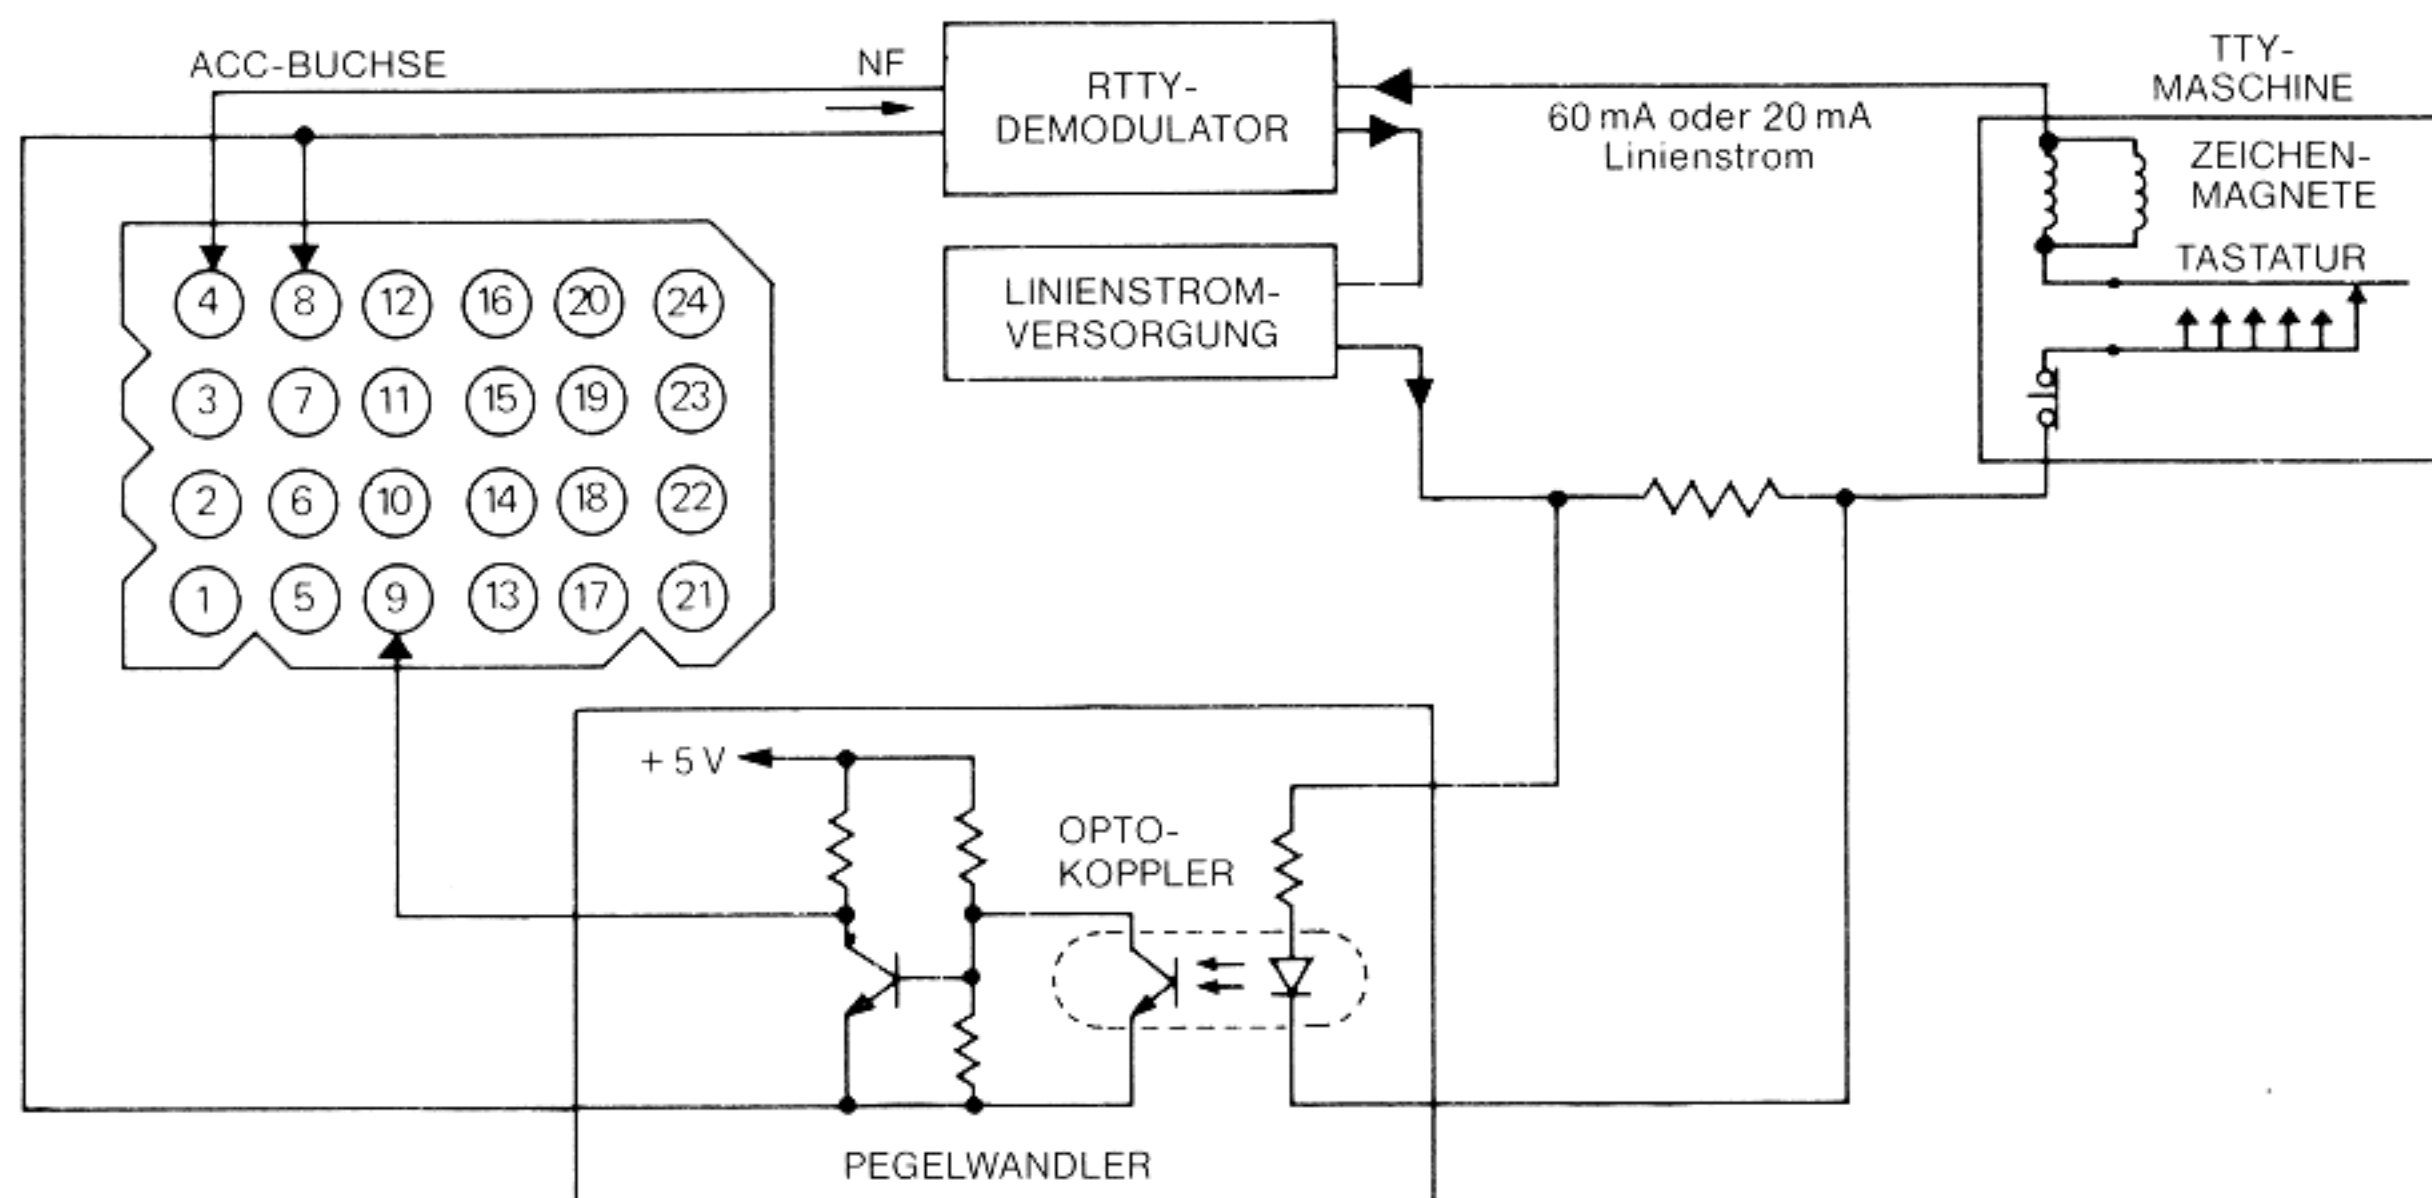 ACC-BUCHSE
NF
RTTY-
DEMODULATOR
60 mA oder 20 mA
Linienstrom
TTY-
MASCHINE
ZEICHEN-
MAGNETE
TASTATUR
LINIENSTROM-
VERSORGUNG
4 8 12 16 20 24
3 7 11 15 19 23
2 6 10 14 18 22
1 5 9 13 17 21
+ 5 V
OPTO-
KOPPLER
PEGELWANDLER